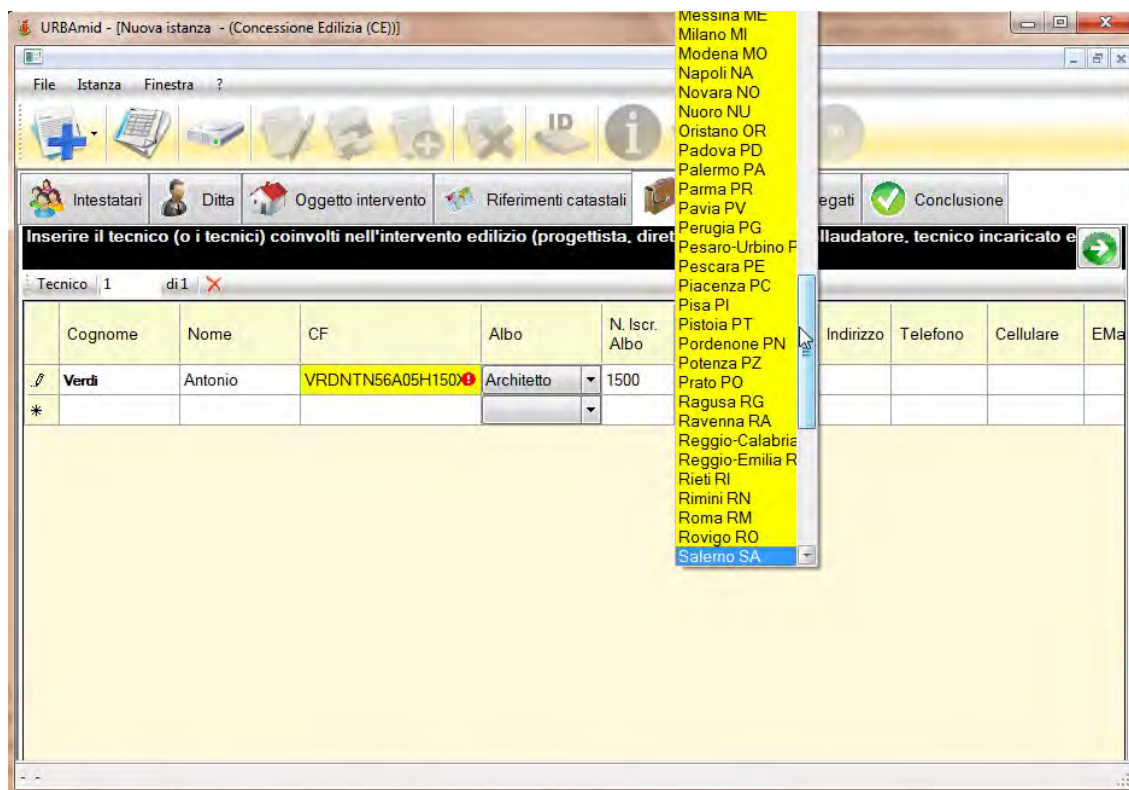 URBAmid - [Nuova istanza - (Concessione Edilizia (CE))]
File Istanza Finestra ?
ID
Intestatari Ditta Oggetto intervento Riferimenti catastali egati Conclusione
Inserire il tecnico (o i tecnici) coinvolti nell'intervento edilizio (progettista, diret llaudatore, tecnico incaricato e
Tecnico 1 di 1
Cognome Nome CF Albo N. Iscr. Albo Indirizzo Telefono Cellulare EMa
Verdi Antonio VRDNTN56A05H150X Architetto 1500
*
Messina ME
Milano MI
Modena MO
Napoli NA
Novara NO
Nuoro NU
Oristano OR
Padova PD
Palermo PA
Parma PR
Pavia PV
Perugia PG
Pesaro-Urbino P
Pescara PE
Piacenza PC
Pisa PI
Pistoia PT
Pordenone PN
Potenza PZ
Prato PO
Ragusa RG
Ravenna RA
Reggio-Calabria
Reggio-Emilia R
Rieti RI
Rimini RN
Roma RM
Rovigo RO
Salerno SA
- -